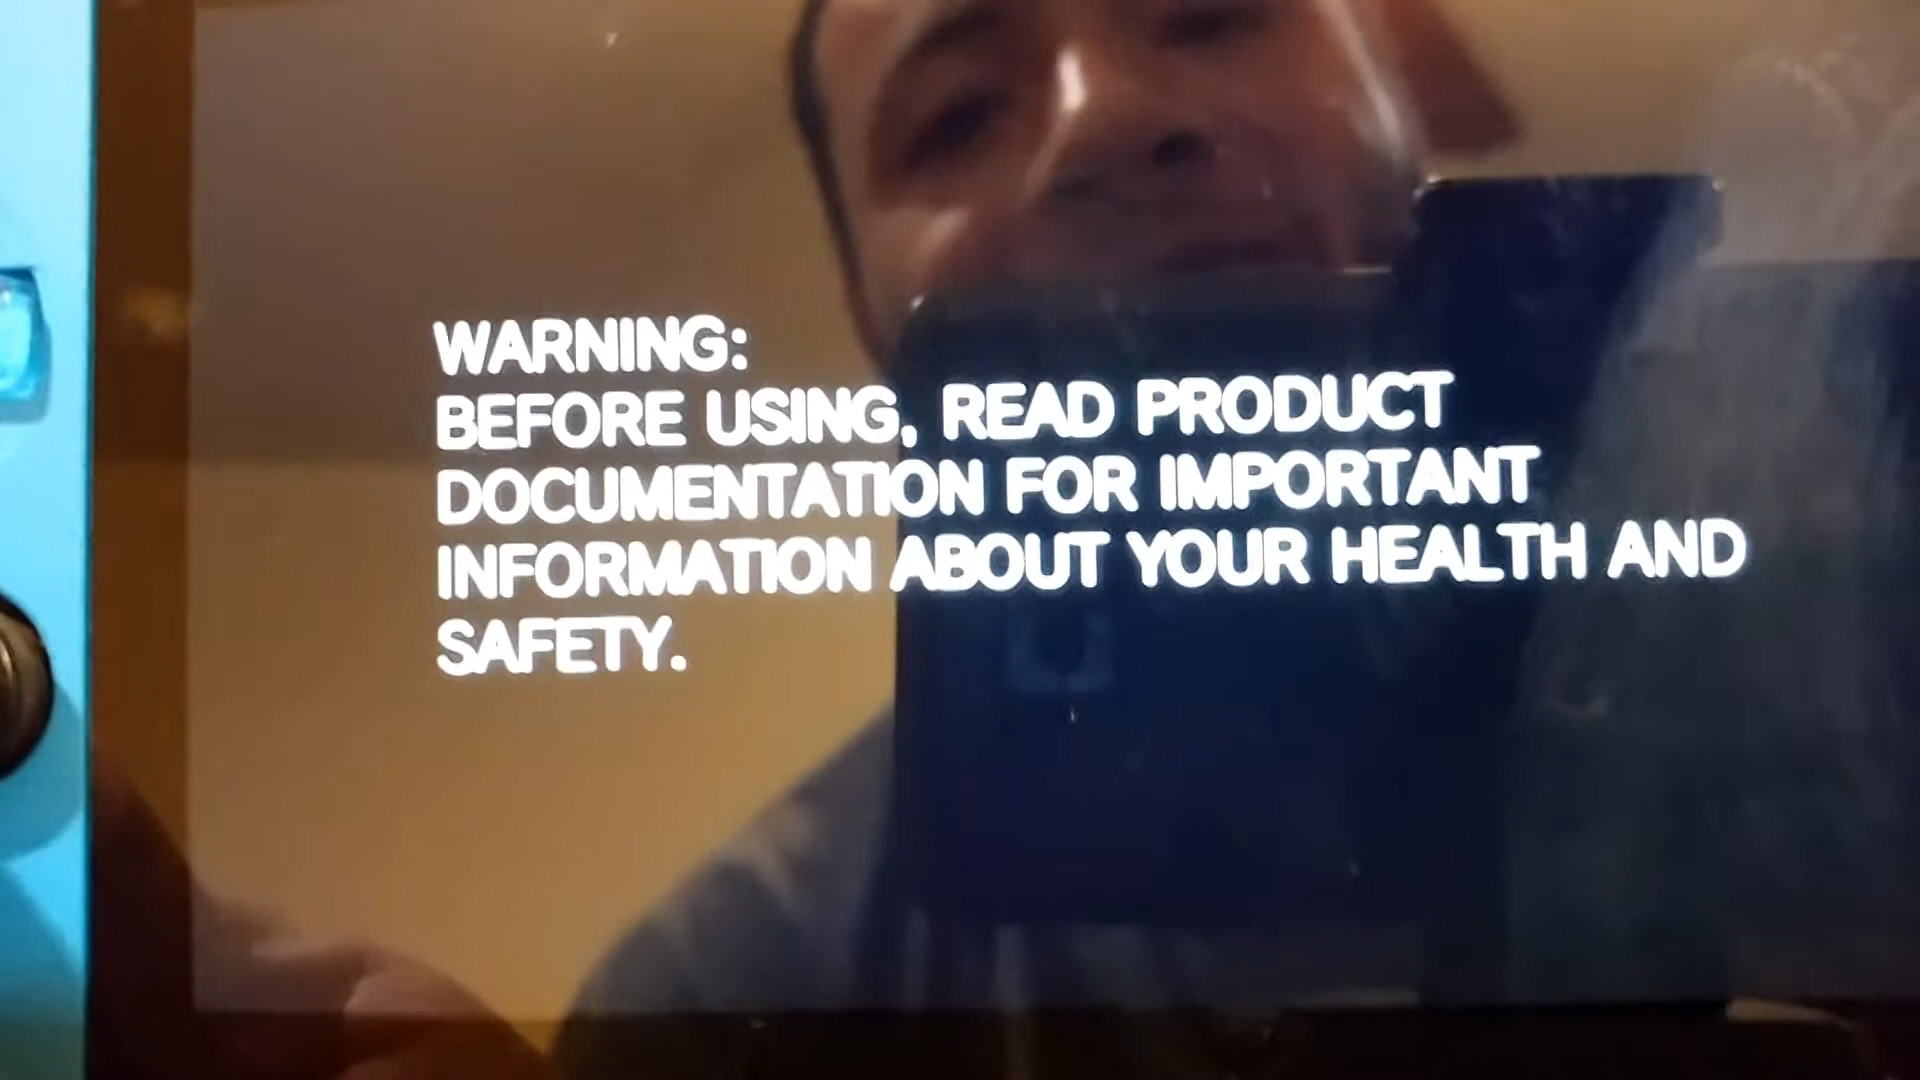 WARNING:
BEFORE USING, READ PRODUCT
DOCUMENTATION FOR IMPORTANT
INFORMATION ABOUT YOUR HEALTH AND
SAFETY.